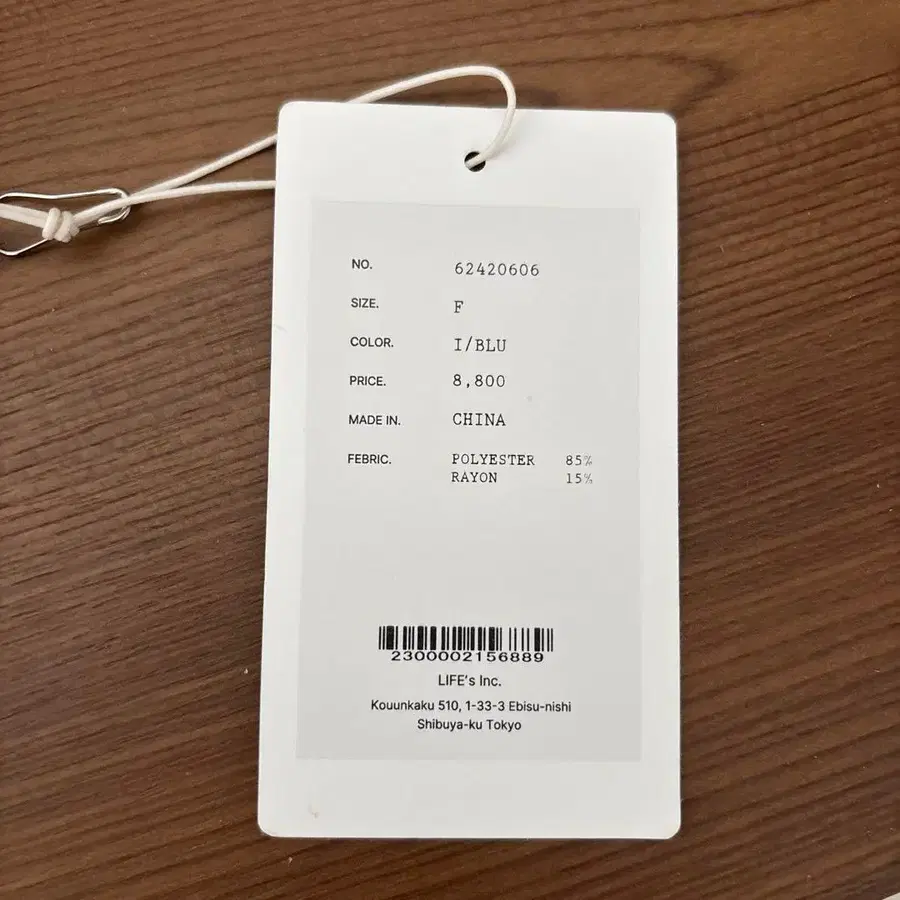 NO. 62420606
SIZE. F
COLOR. I/BLU
PRICE. 8,800
MADE IN. CHINA
FEBRIC. POLYESTER 85%
RAYON 15%
2300002156889
LIFE's Inc.
Kouunkaku 510, 1-33-3 Ebisu-nishi
Shibuya-ku Tokyo